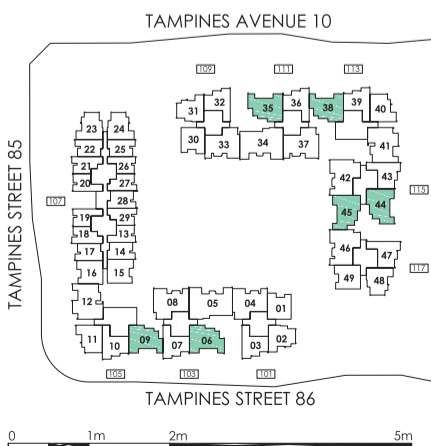 TAMPINES AVENUE 10
109 111 113
31 32 35 36 38 39 40
30 33 34 37 41
23 24
22 25
21 26
20 27
28
107
19 29
18 13
17 14
16 15
42 43
115
45 44
46 47
117
49 48
12 08 05 04 01
11 10 09 07 06 03 02
105 103 101
TAMPINES STREET 85
TAMPINES STREET 86
0 1m 2m 5m